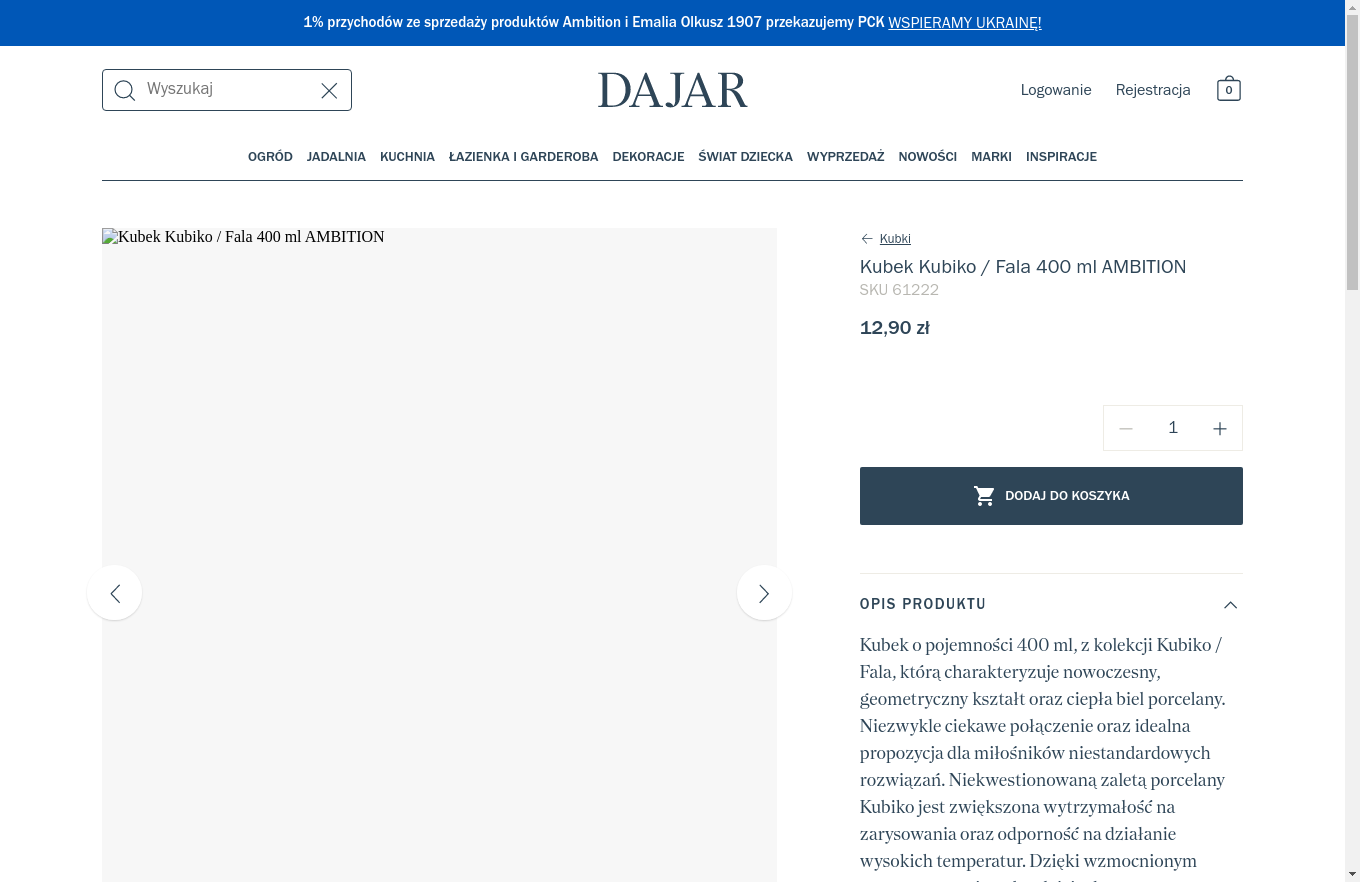 1% przychodów ze sprzedaży produktów Ambition i Emalia Olkusz 1907 przekazujemy PCK WSPIERAMY UKRAINĘ!
Wyszukaj
DAJAR
Logowanie
Rejestracja
0
OGRÓD JADALNIA KUCHNIA ŁAZIENKA I GARDEROBA DEKORACJE ŚWIAT DZIECKA WYPRZEDAŻ NOWOŚCI MARKI INSPIRACJE
Kubek Kubiko / Fala 400 ml AMBITION
Kubki
Kubek Kubiko / Fala 400 ml AMBITION
SKU 61222
12,90 zł
1
DODAJ DO KOSZYKA
OPIS PRODUKTU
Kubek o pojemności 400 ml, z kolekcji Kubiko /
Fala, którą charakteryzuje nowoczesny,
geometryczny kształt oraz ciepła biel porcelany.
Niezwykle ciekawe połączenie oraz idealna
propozycja dla miłośników niestandardowych
rozwiązań. Niekwestionowaną zaletą porcelany
Kubiko jest zwiększona wytrzymałość na
zarysowania oraz odporność na działanie
wysokich temperatur. Dzięki wzmocnionym